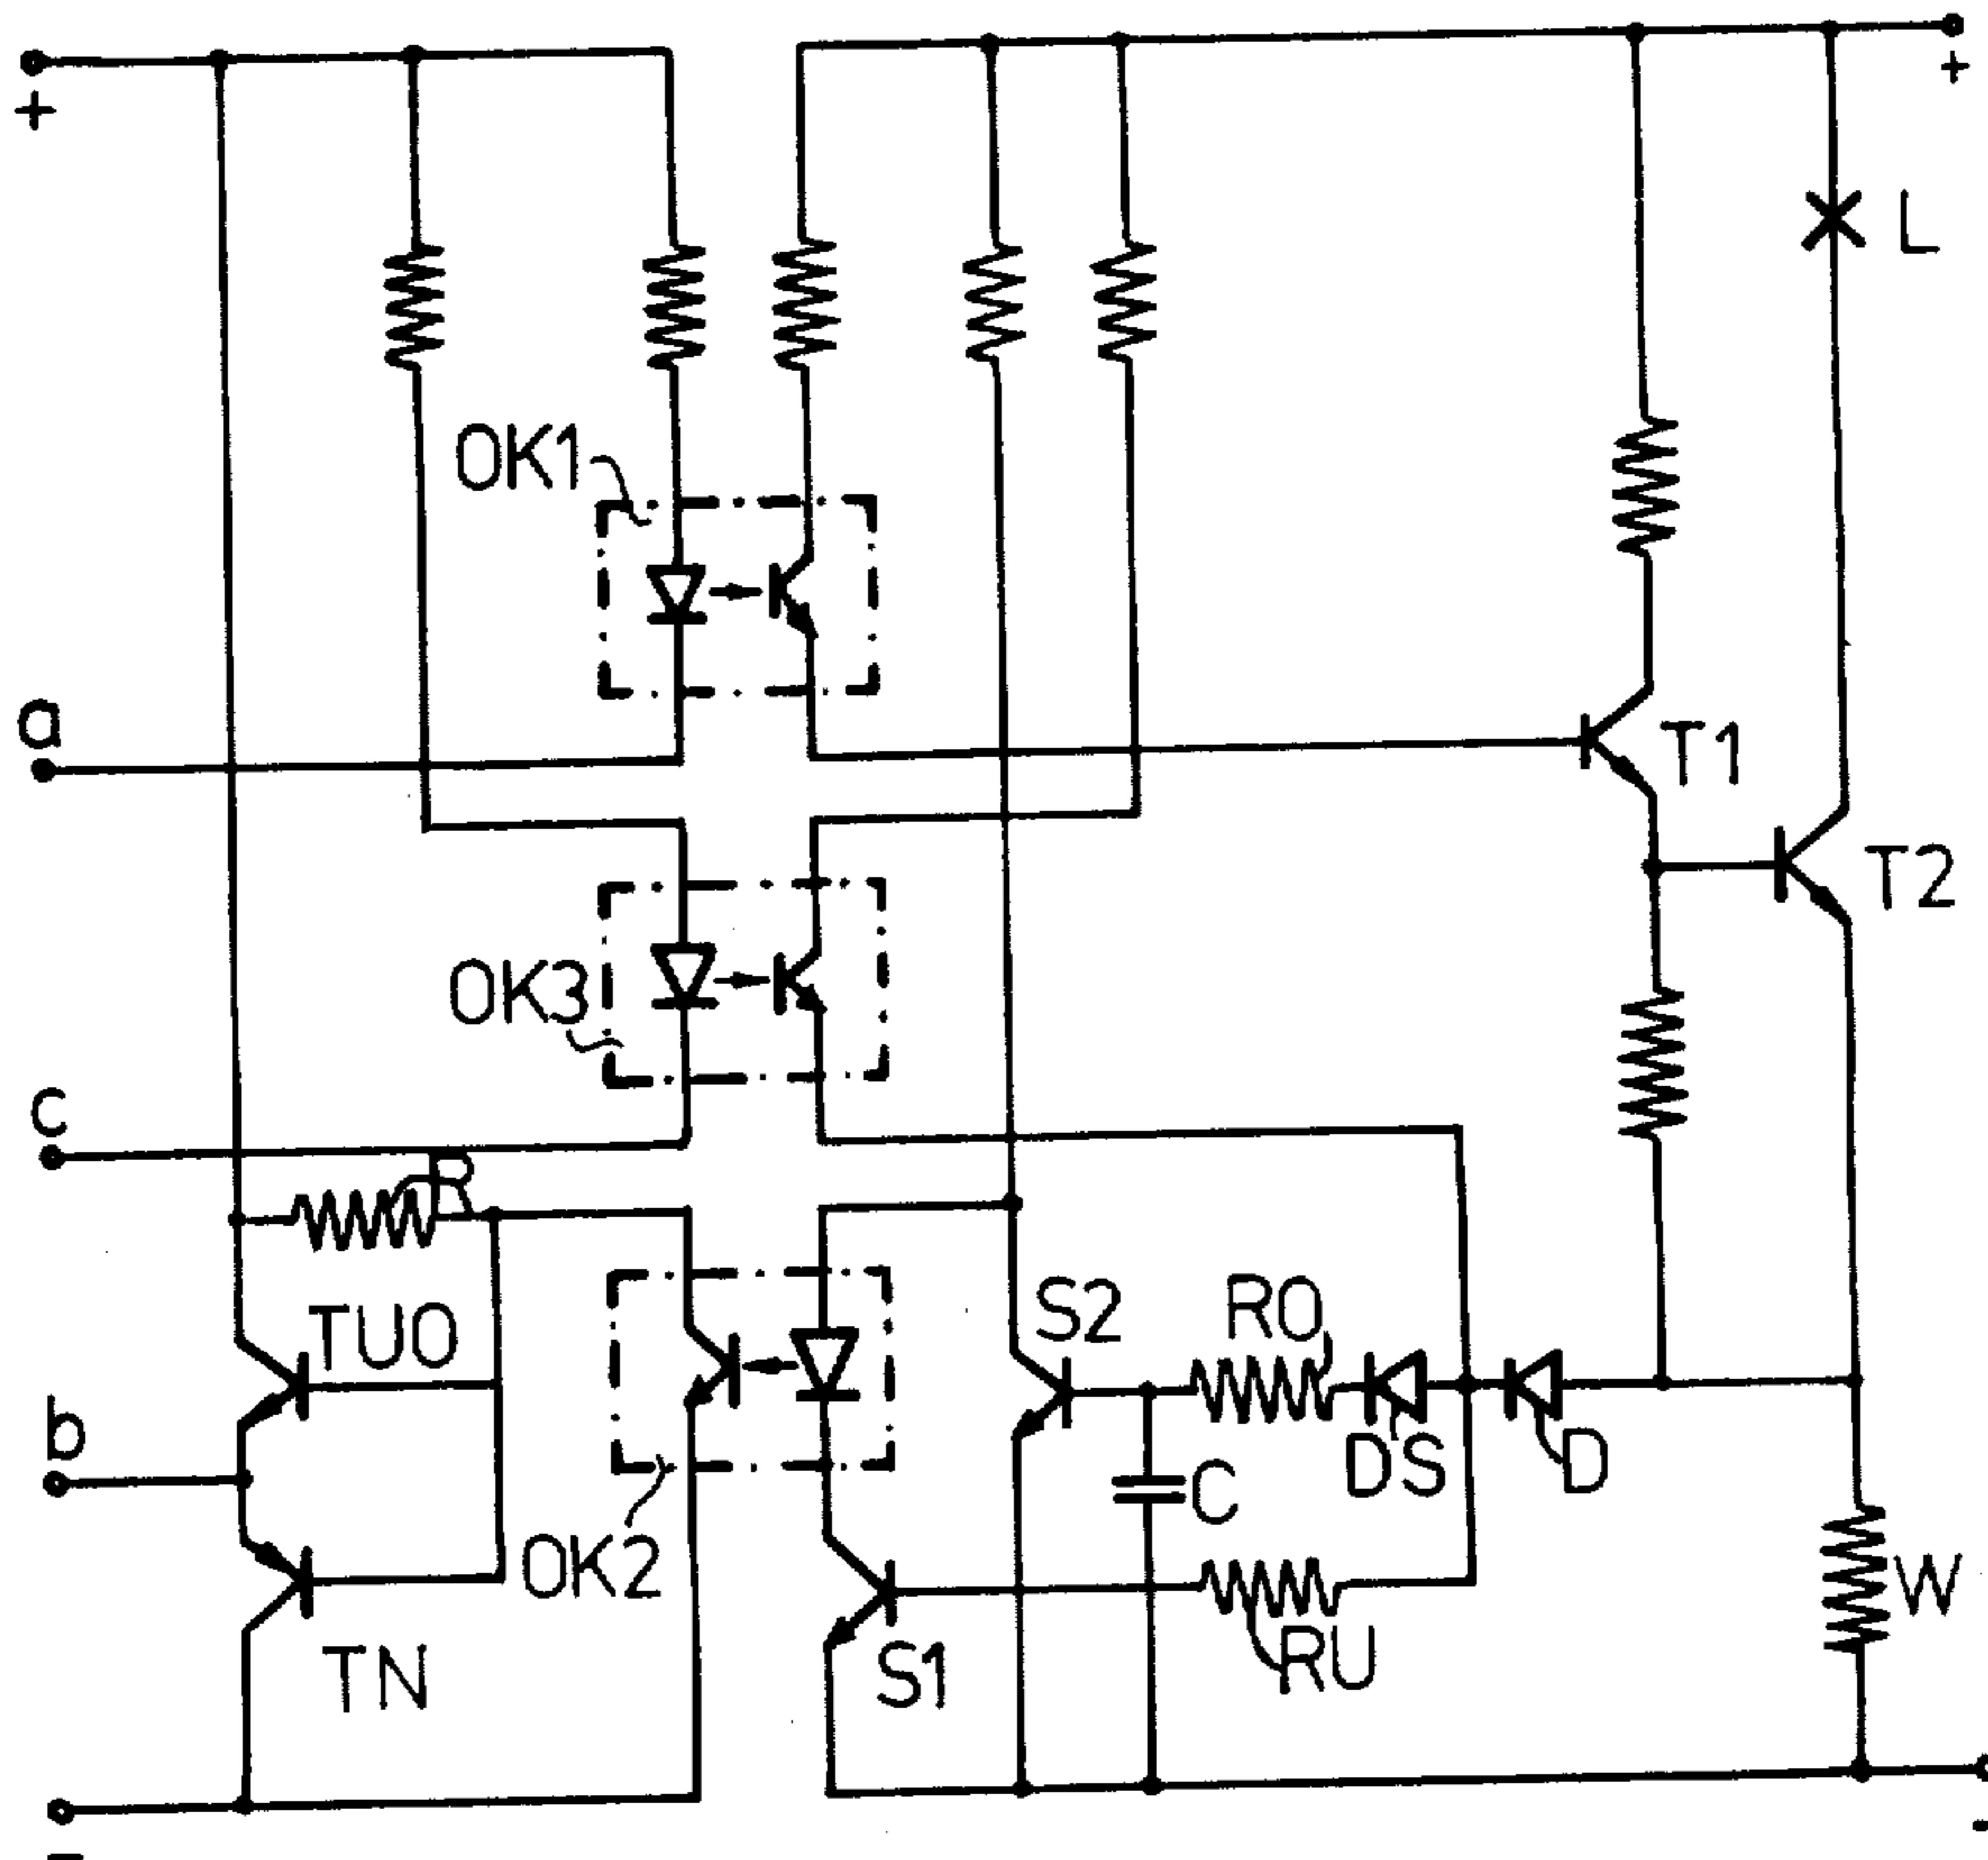 +
+
L
OK1
a
T1
T2
OK3
c
R
S2
RO
TUO
b
DS
D
C
OK2
W
RU
S1
TN
-
-